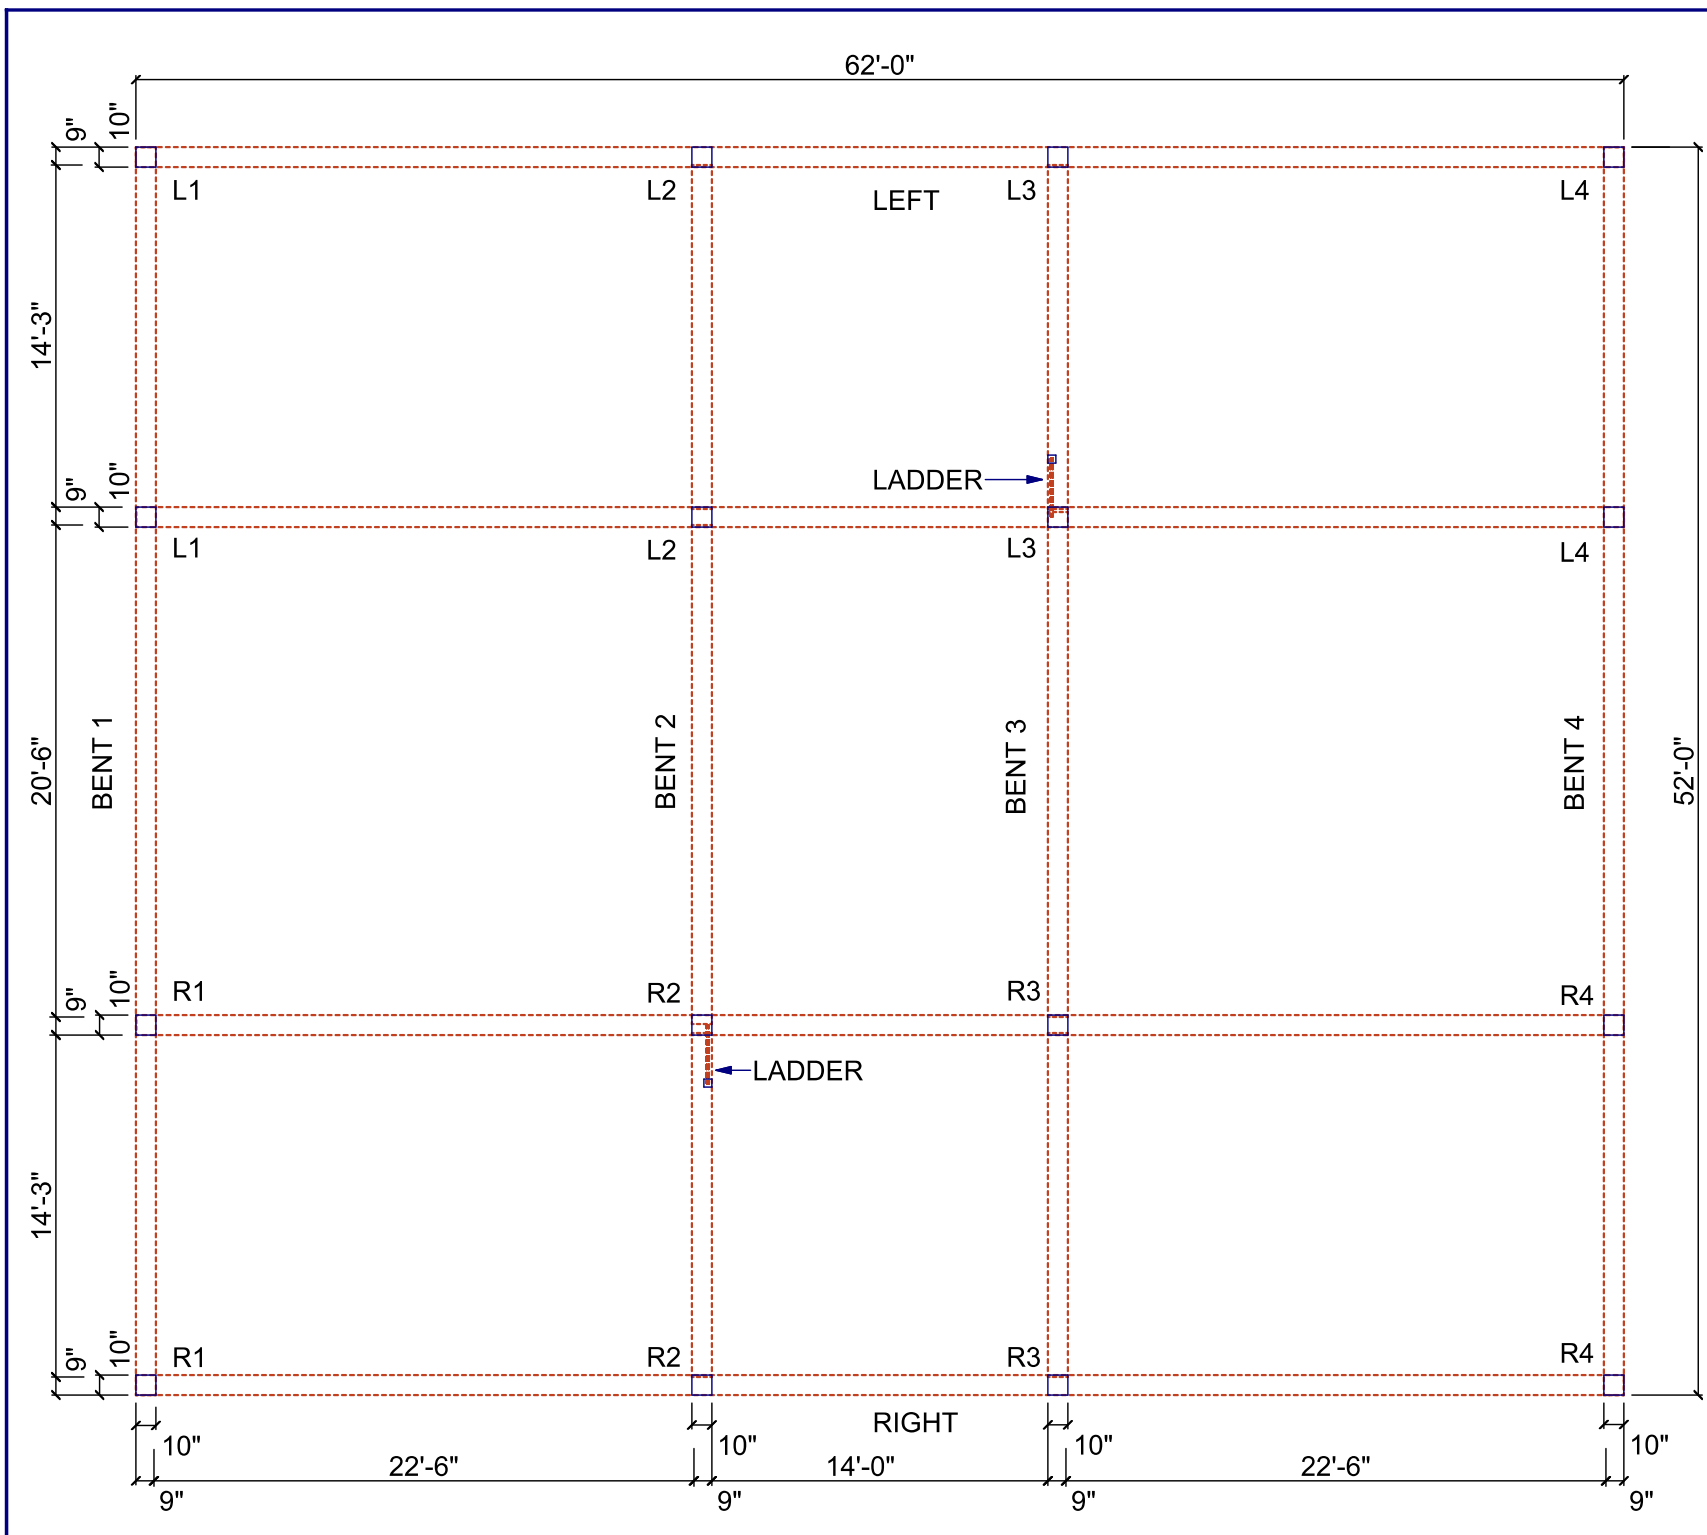 62'-0"
9"
10"
L1
L2
LEFT
L3
L4
14'-3"
LADDER
9"
10"
L1
L2
L3
L4
20'-6"
BENT 1
BENT 2
BENT 3
BENT 4
52'-0"
9"
10"
R1
R2
R3
R4
LADDER
14'-3"
9"
10"
R1
R2
R3
R4
RIGHT
10"
10"
10"
10"
22'-6"
14'-0"
22'-6"
9"
9"
9"
9"